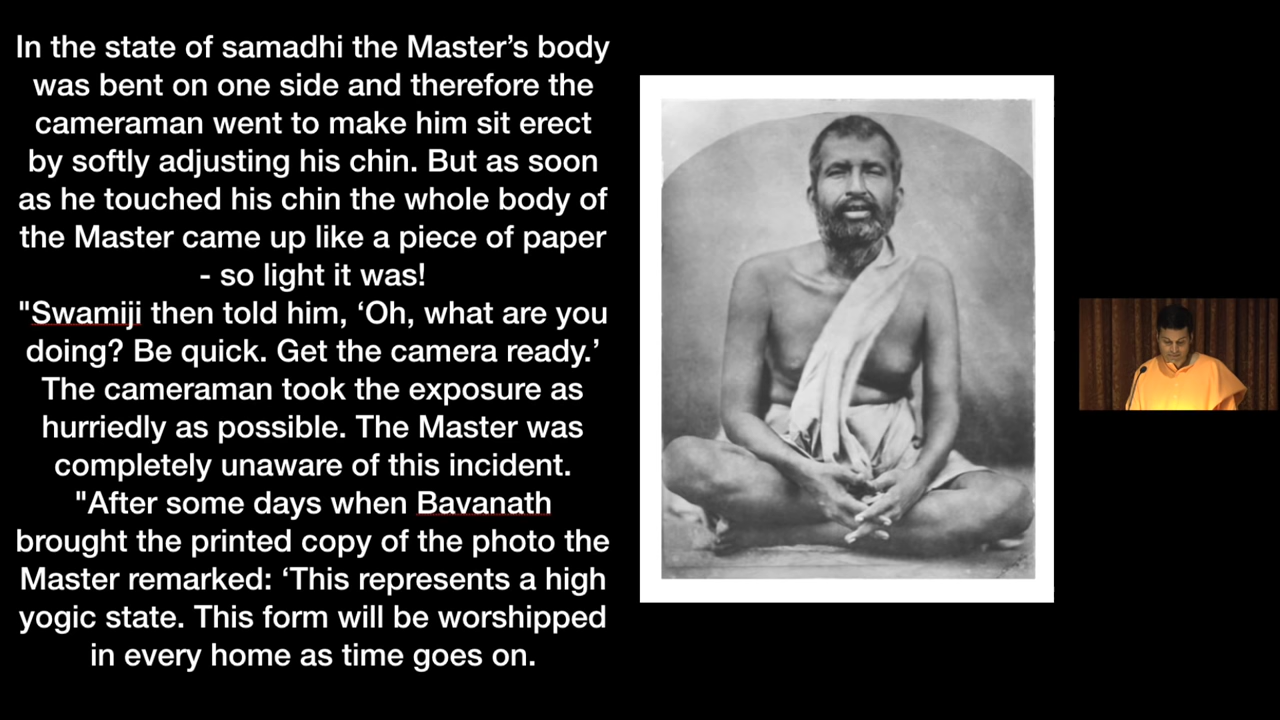 In the state of samadhi the Master’s body
was bent on one side and therefore the
cameraman went to make him sit erect
by softly adjusting his chin. But as soon
as he touched his chin the whole body of
the Master came up like a piece of paper
- so light it was!
"Swamiji then told him, ‘Oh, what are you
doing? Be quick. Get the camera ready.’
The cameraman took the exposure as
hurriedly as possible. The Master was
completely unaware of this incident.
"After some days when Bavanath
brought the printed copy of the photo the
Master remarked: ‘This represents a high
yogic state. This form will be worshipped
in every home as time goes on.